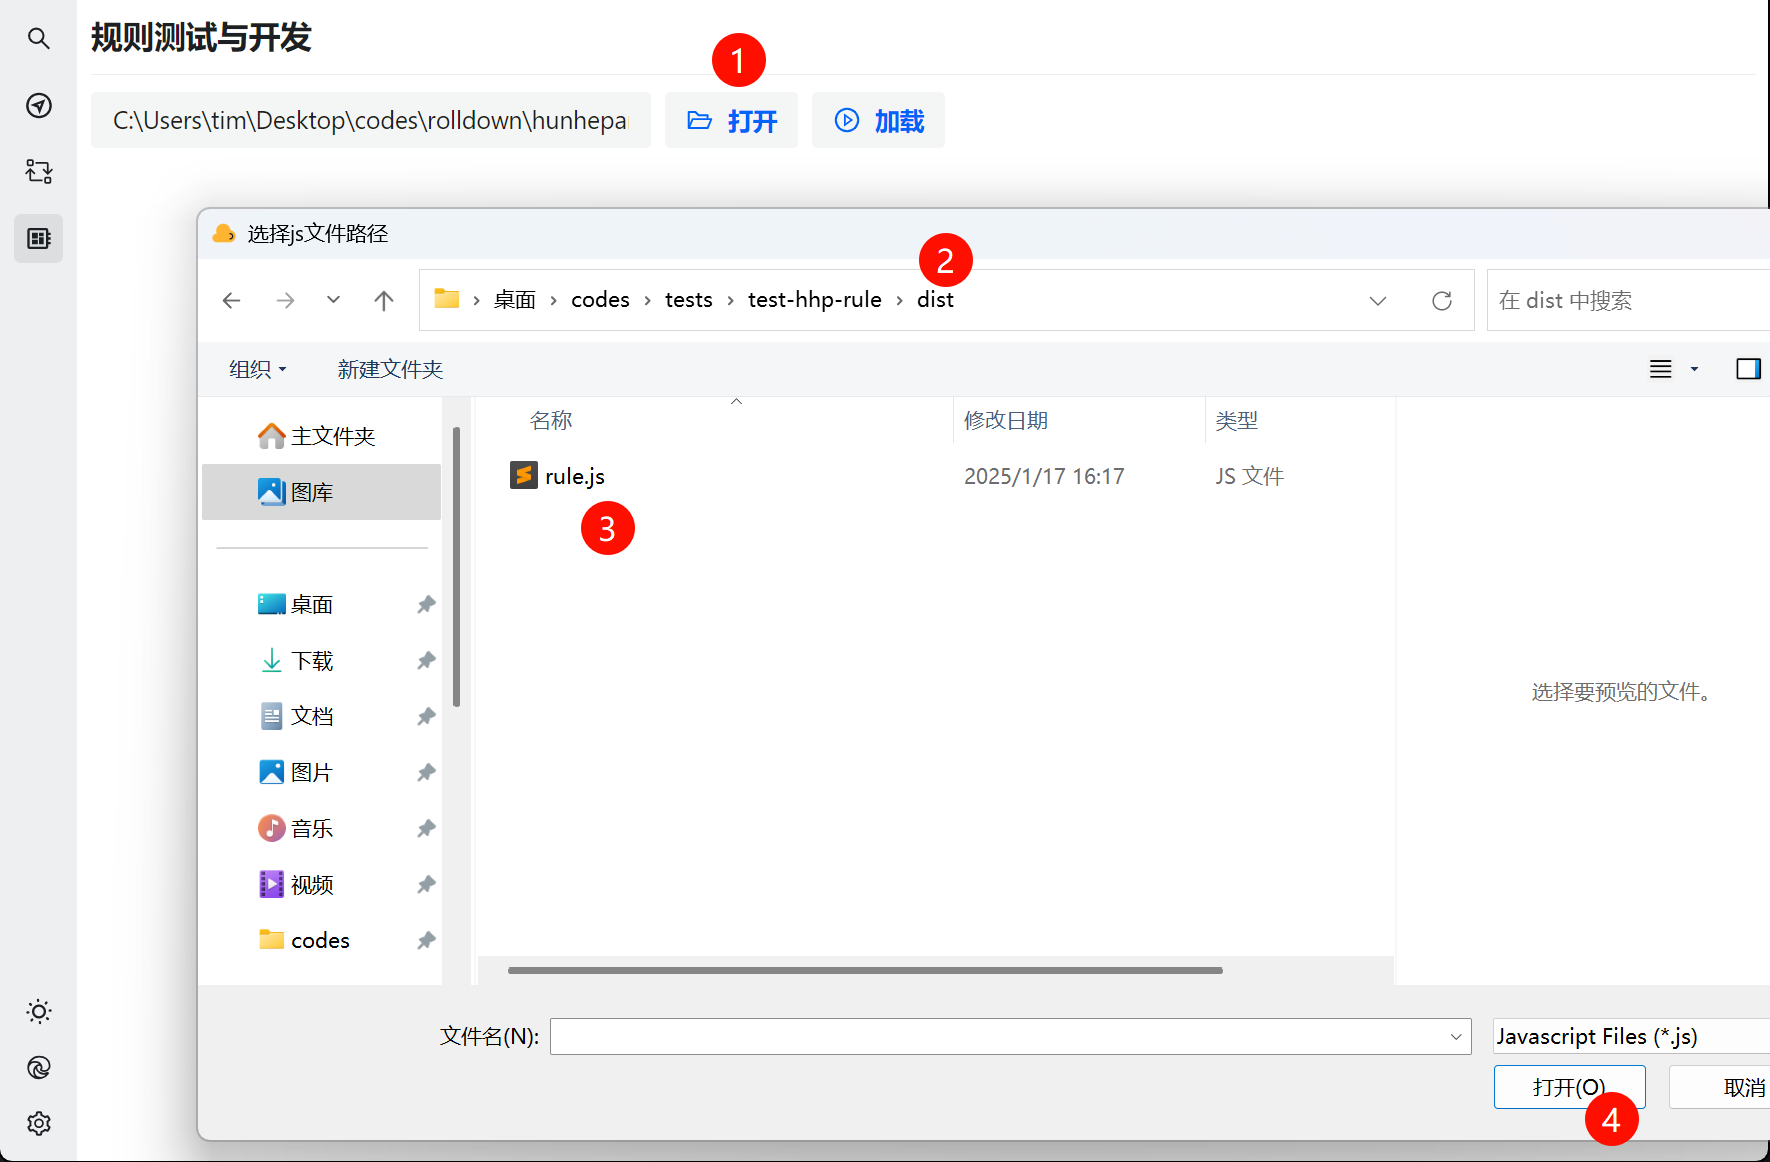 规则测试与开发
1
C:\Users\tim\Desktop\codes\rolldown\hunhepa
打开
加载
选择js文件路径
2
桌面 › codes › tests › test-hhp-rule › dist
在 dist 中搜索
组织
新建文件夹
名称
修改日期
类型
主文件夹
rule.js
2025/1/17 16:17
JS 文件
图库
3
桌面
下载
选择要预览的文件。
文档
图片
音乐
视频
codes
文件名(N):
Javascript Files (*.js)
打开(O)
取消
4